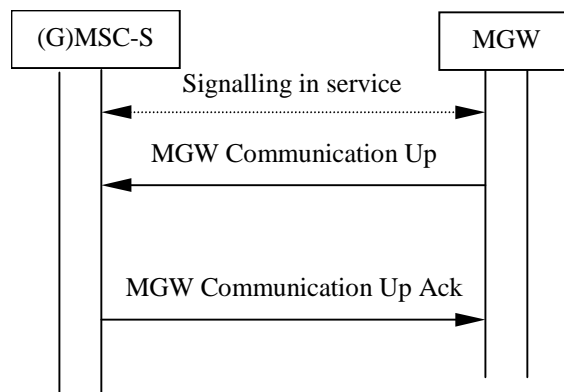 (G)MSC-S
MGW
Signalling in service
MGW Communication Up
MGW Communication Up Ack